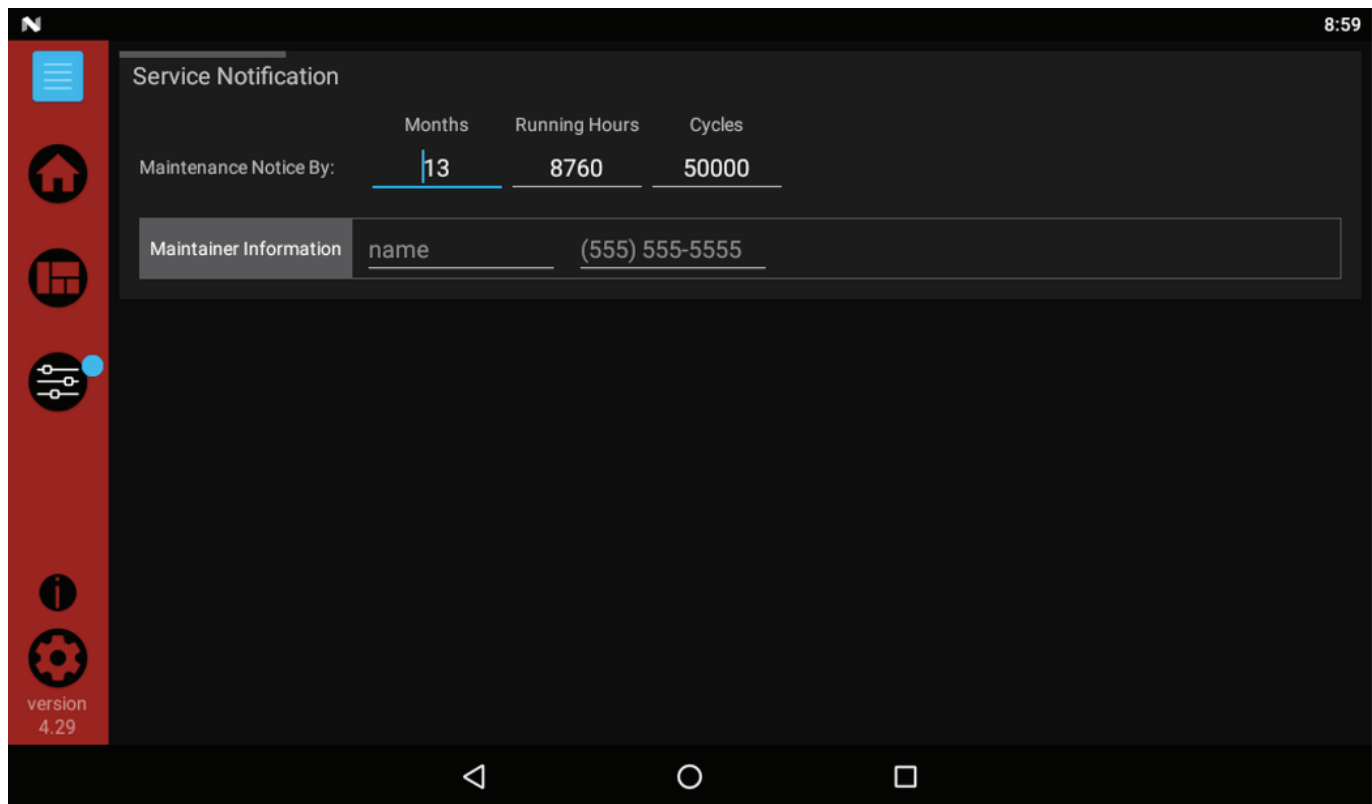 8:59
Service Notification
Months Running Hours Cycles
Maintenance Notice By: 13 8760 50000
Maintainer Information name (555) 555-5555
version
4.29